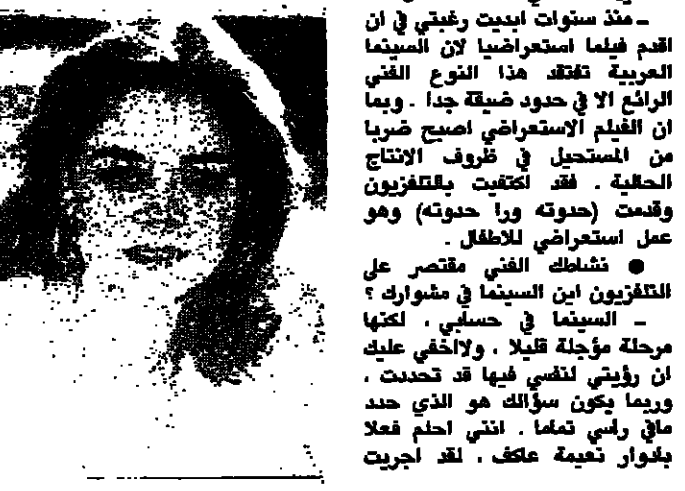 ـ منذ سنوات ابديت رغبتي في ان
اقدم فيلما استعراضيا لان السينما
العربية تفتقد هذا النوع الفني
الرائع الا في حدود ضيقة جدا . وبما
ان الفيلم الاستعراضي اصبح ضربا
من المستحيل في ظروف الانتاج
الحالية . فقد اكتفيت بالتلفزيون
وقدمت (حدوته ورا حدوته) وهو
عمل استعراضي للاطفال .
● نشاطك الفني مقتصر على
التلفزيون اين السينما في مشوارك ؟
ـ السينما في حسابي ، لكنها
مرحلة مؤجلة قليلا ، ولااخفي عليك
ان رؤيتي لنفسي فيها قد تحددت ،
وربما يكون سؤالك هو الذي حدد
مافي راسي تماما . انني احلم فعلا
بادوار نعيمة عاكف ، لقد اجريت